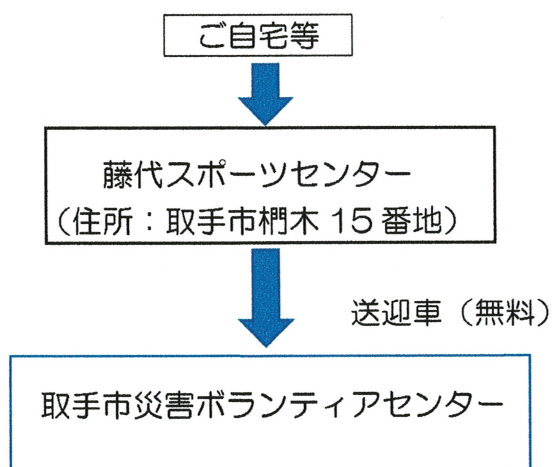 ご自宅等
藤代スポーツセンター
（住所：取手市椚木 15 番地）
送迎車（無料）
取手市災害ボランティアセンター